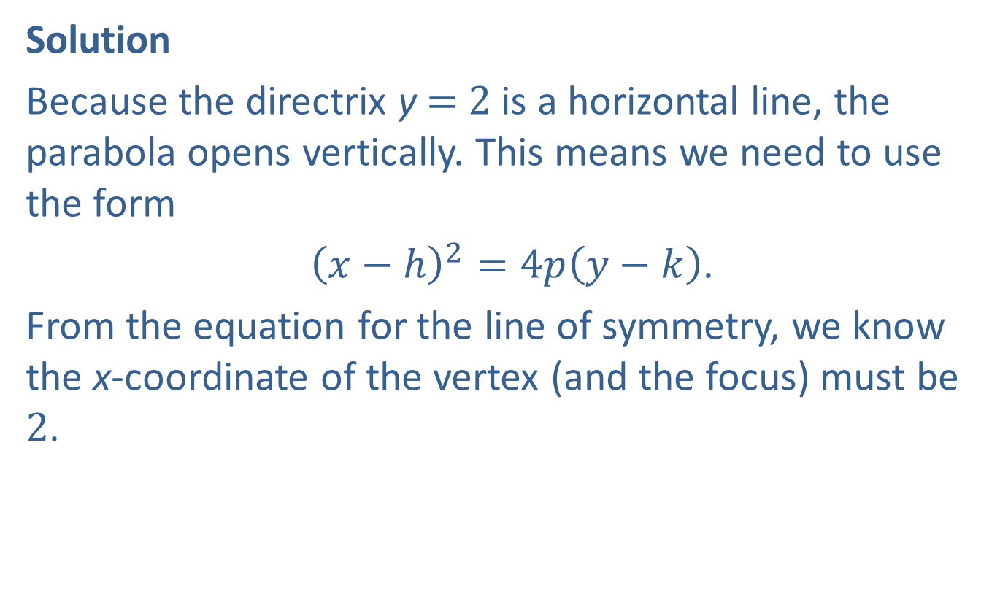 Solution
Because the directrix y = 2 is a horizontal line, the
parabola opens vertically. This means we need to use
the form
(x − h)² = 4p(y − k).
From the equation for the line of symmetry, we know
the x-coordinate of the vertex (and the focus) must be
2.